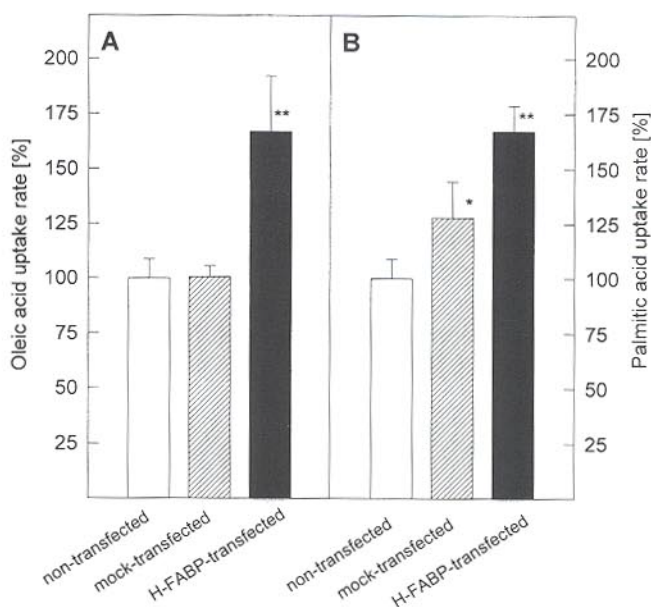 A
B
Oleic acid uptake rate [%]
200
175
150
125
100
75
50
25
**
non-transfected
mock-transfected
H-FABP-transfected
*
**
non-transfected
mock-transfected
H-FABP-transfected
200
175
150
125
100
75
50
25
Palmitic acid uptake rate [%]